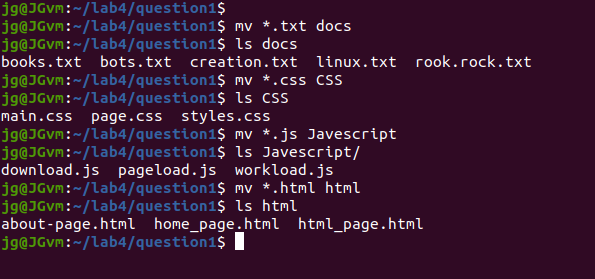 jg@JGvm:~/lab4/question1$
jg@JGvm:~/lab4/question1$ mv *.txt docs
jg@JGvm:~/lab4/question1$ ls docs
books.txt  bots.txt  creation.txt  linux.txt  rook.rock.txt
jg@JGvm:~/lab4/question1$ mv *.css CSS
jg@JGvm:~/lab4/question1$ ls CSS
main.css  page.css  styles.css
jg@JGvm:~/lab4/question1$ mv *.js Javescript
jg@JGvm:~/lab4/question1$ ls Javescript/
download.js  pageload.js  workload.js
jg@JGvm:~/lab4/question1$ mv *.html html
jg@JGvm:~/lab4/question1$ ls html
about-page.html  home_page.html  html_page.html
jg@JGvm:~/lab4/question1$